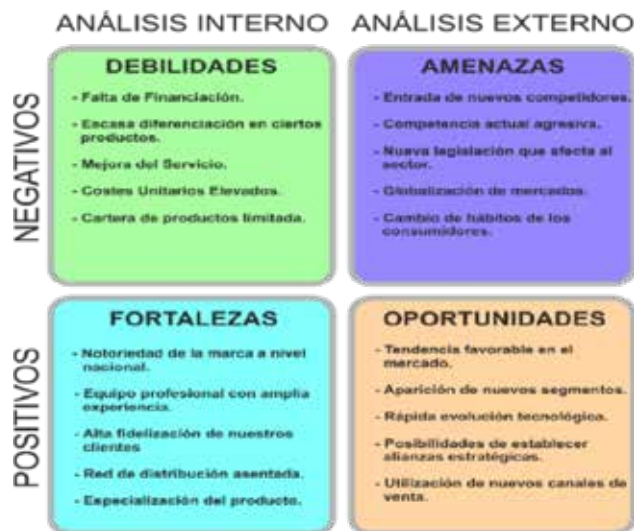 ANÁLISIS INTERNO
ANÁLISIS EXTERNO
NEGATIVOS
DEBILIDADES
- Falta de Financiación.
- Escasa diferenciación en ciertos
productos.
- Mejora del Servicio.
- Costes Unitarios Elevados.
- Cartera de productos limitada.
AMENAZAS
- Entrada de nuevos competidores.
- Competencia actual agresiva.
- Nueva legislación que afecta al
sector.
- Globalización de mercados.
- Cambio de hábitos de los
consumidores.
POSITIVOS
FORTALEZAS
- Notoriedad de la marca a nivel
nacional.
- Equipo profesional con amplia
experiencia.
- Alta fidelización de nuestros
clientes
- Red de distribución asentada.
- Especialización del producto.
OPORTUNIDADES
- Tendencia favorable en el
mercado.
- Aparición de nuevos segmentos.
- Rápida evolución tecnológica.
- Posibilidades de establecer
alianzas estratégicas.
- Utilización de nuevos canales de
venta.